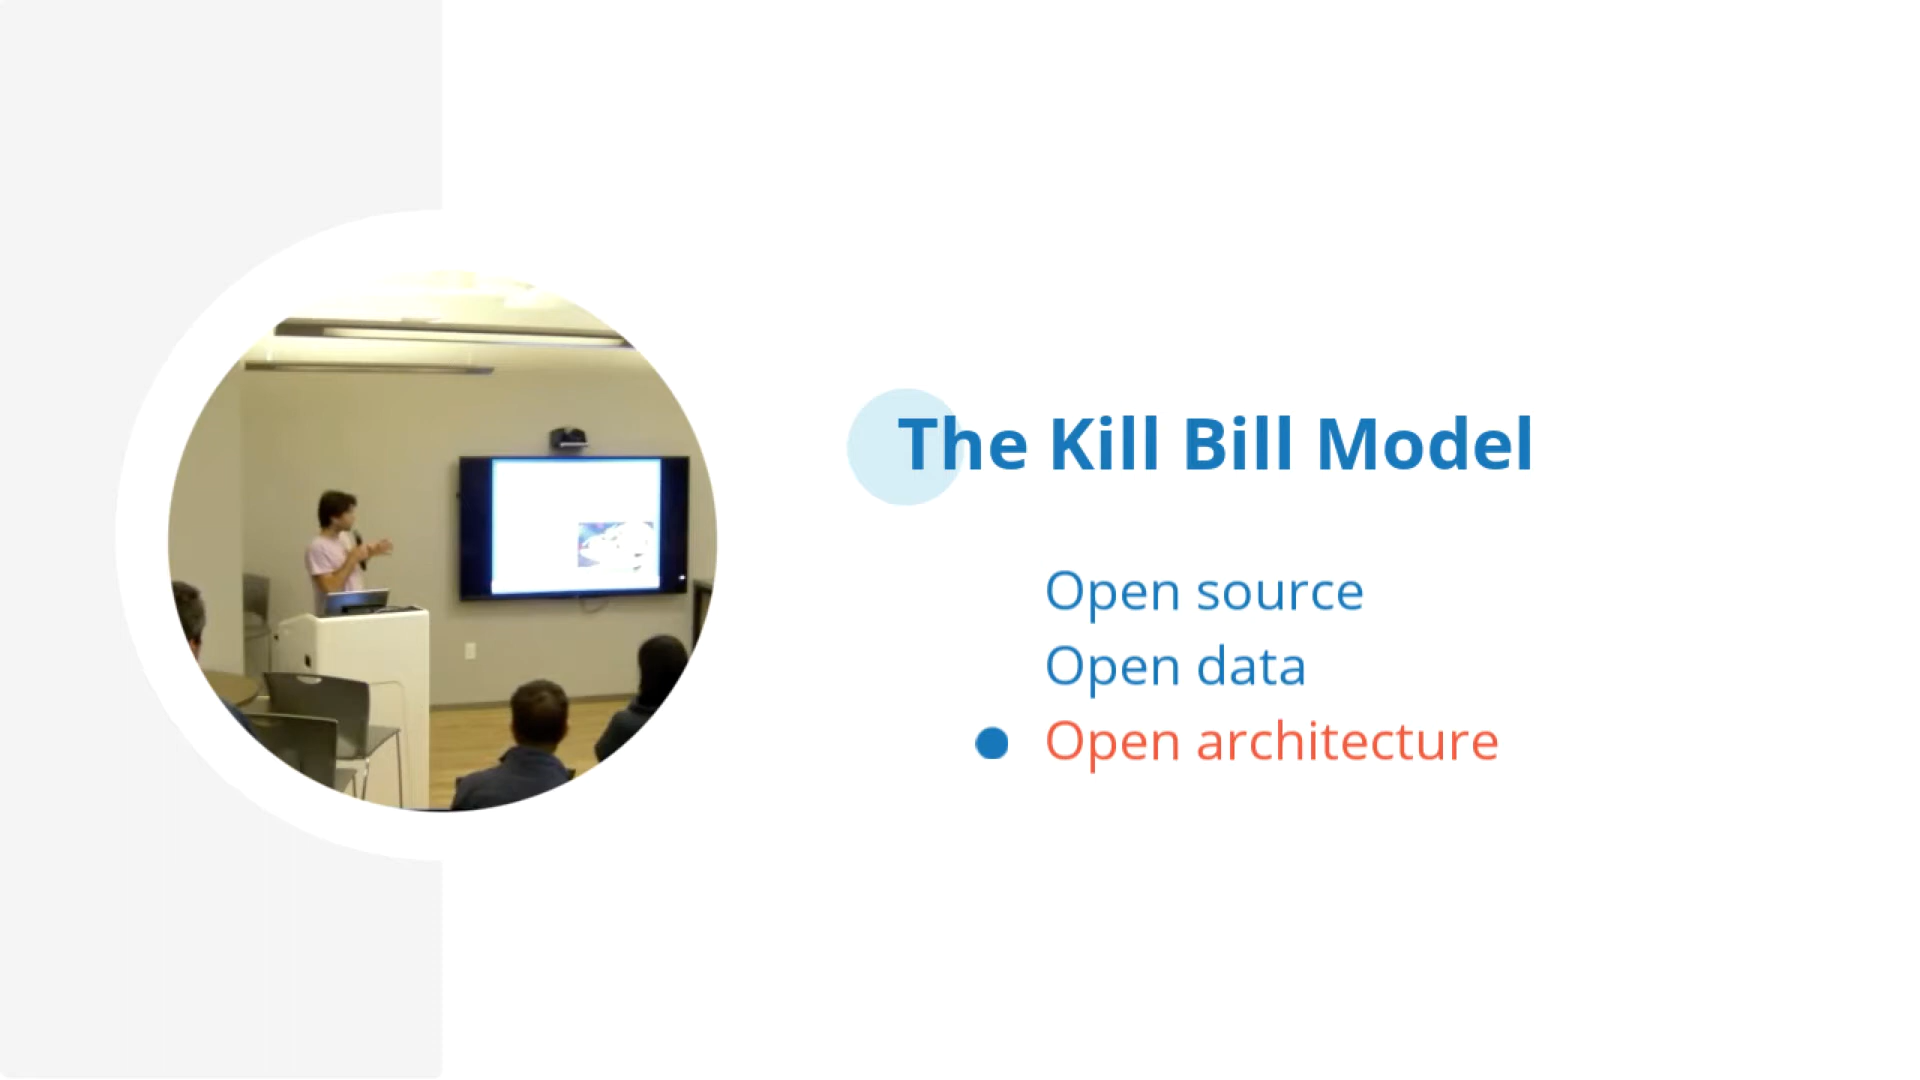 The Kill Bill Model
Open source
Open data
Open architecture